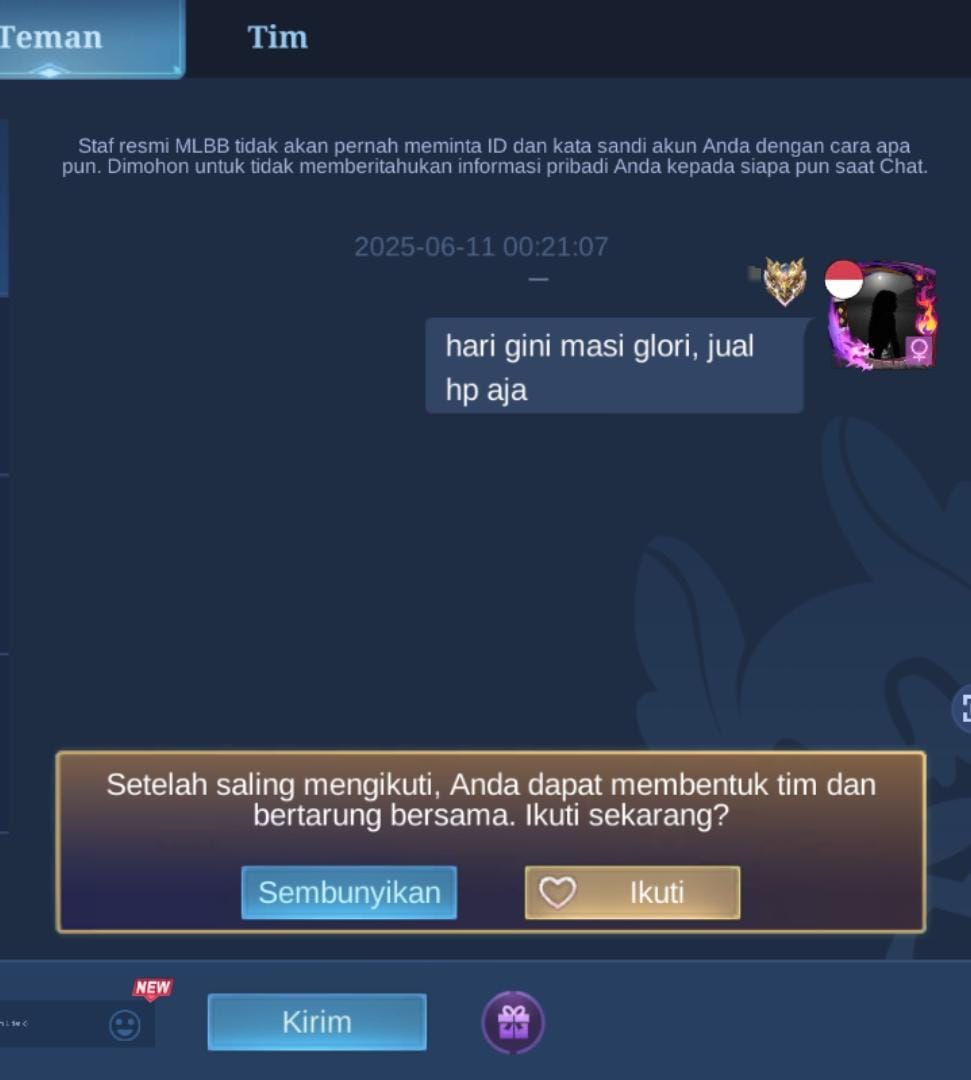 Teman
Tim
Staf resmi MLBB tidak akan pernah meminta ID dan kata sandi akun Anda dengan cara apa
pun. Dimohon untuk tidak memberitahukan informasi pribadi Anda kepada siapa pun saat Chat.
2025-06-11 00:21:07
hari gini masi glori, jual
hp aja
Setelah saling mengikuti, Anda dapat membentuk tim dan
bertarung bersama. Ikuti sekarang?
Sembunyikan
Ikuti
NEW
Kirim